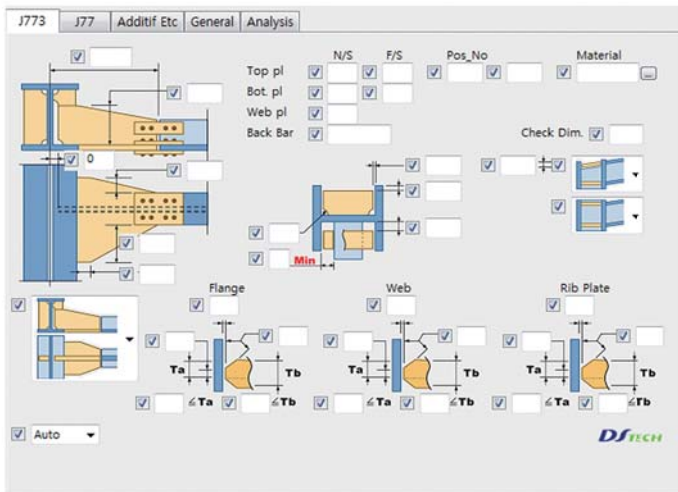 J773 J77 Additif Etc General Analysis
N/S F/S Pos_No Material
Top pl
Bot. pl
Web pl
Back Bar Check Dim.
0
Min
Flange Web Rib Plate
Ta Tb Ta Tb Ta Tb
≤Ta ≤Tb ≤Ta ≤Tb ≤Ta ≤Tb
Auto
DSTECH